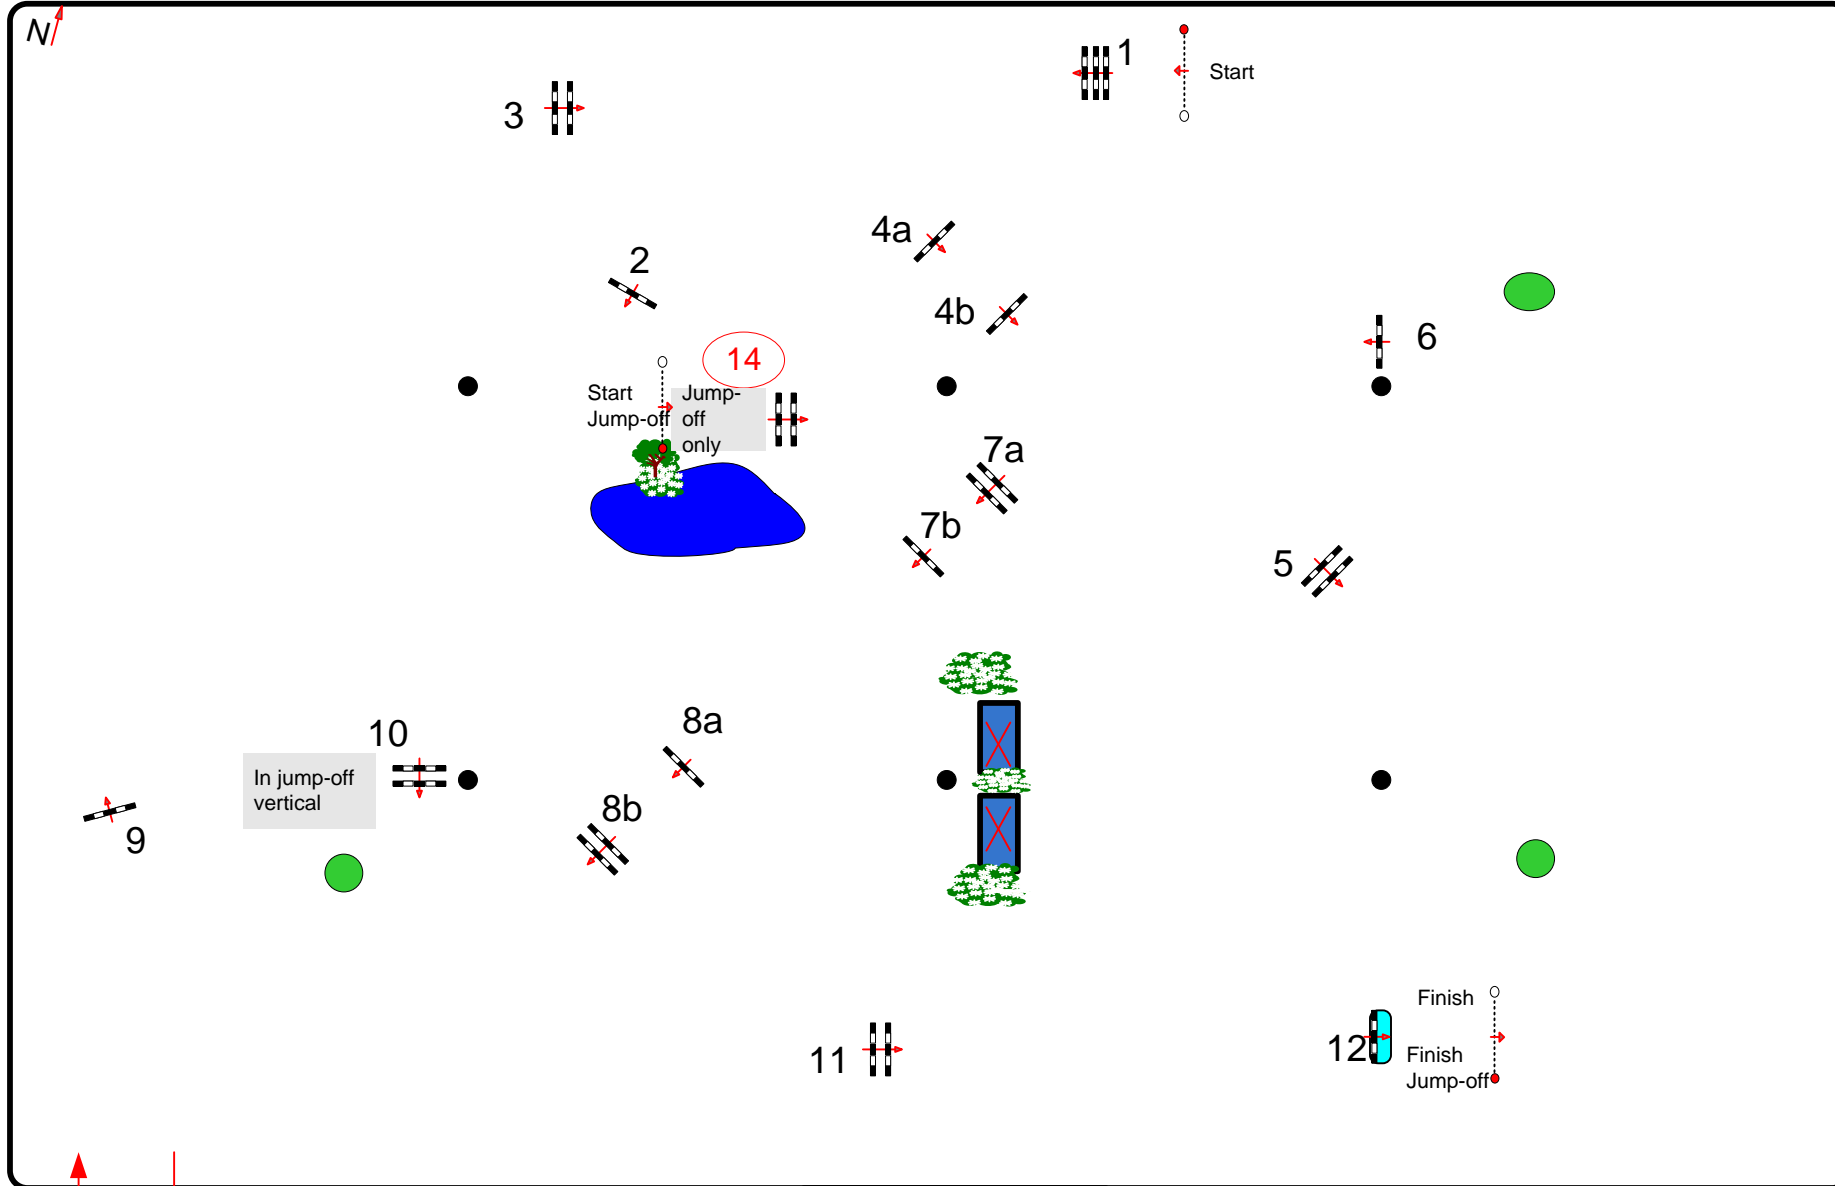 N
1
Start
3
4a
2
4b
6
14
Start
Jump-off
Jump-
off
only
7a
7b
5
8a
10
In jump-off
vertical
8b
9
Finish
11
12
Finish
Jump-off